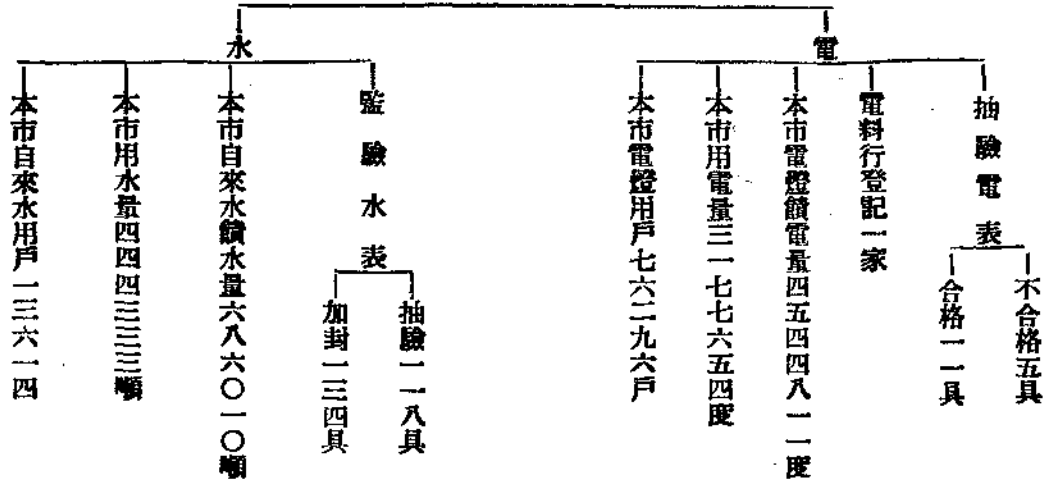 電
抽驗電表
不合格五具
合格一一具
電料行登記一家
本市電燈饋電量四五四四八一一度
本市用電量三一七七六五四度
本市電燈用戶七六二九六戶
水
監驗水表
抽驗一一八具
加封一三四具
本市自來水饋水量六八六〇一〇噸
本市用水量四四四三三三噸
本市自來水用戶一三六一四